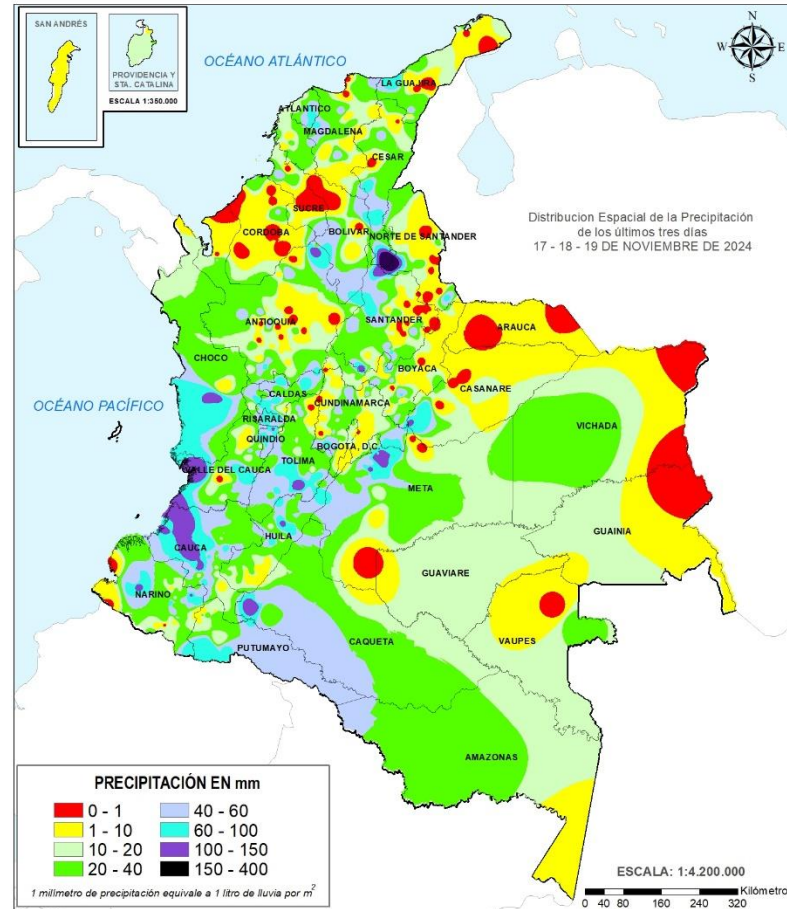 SAN ANDRÉS
PROVIDENCIA Y
STA. CATALINA
ESCALA 1:350.000
OCÉANO ATLÁNTICO
N
W
E
S
LA GUAJIRA
ATLANTICO
MAGDALENA
CESAR
SUCRE
CORDOBA
BOLIVAR
NORTE DE SANTANDER
Distribucion Espacial de la Precipitación
de los últimos tres días
17 - 18 - 19 DE NOVIEMBRE DE 2024
ANTIOQUIA
SANTANDER
ARAUCA
CHOCO
BOYACA
CASANARE
OCÉANO PACÍFICO
CALDAS
CUNDINAMARCA
RISARALDA
VICHADA
QUINDIO
BOGOTA, D.C.
TOLIMA
VALLE DEL CAUCA
META
GUAINIA
HUILA
CAUCA
GUAVIARE
NARIÑO
VAUPES
CAQUETA
PUTUMAYO
AMAZONAS
PRECIPITACIÓN EN mm
0 - 1
40 - 60
1 - 10
60 - 100
10 - 20
100 - 150
20 - 40
150 - 400
1 milímetro de precipitación equivale a 1 litro de lluvia por m²
ESCALA: 1:4.200.000
Kilómetro
0 40 80 160 240 320